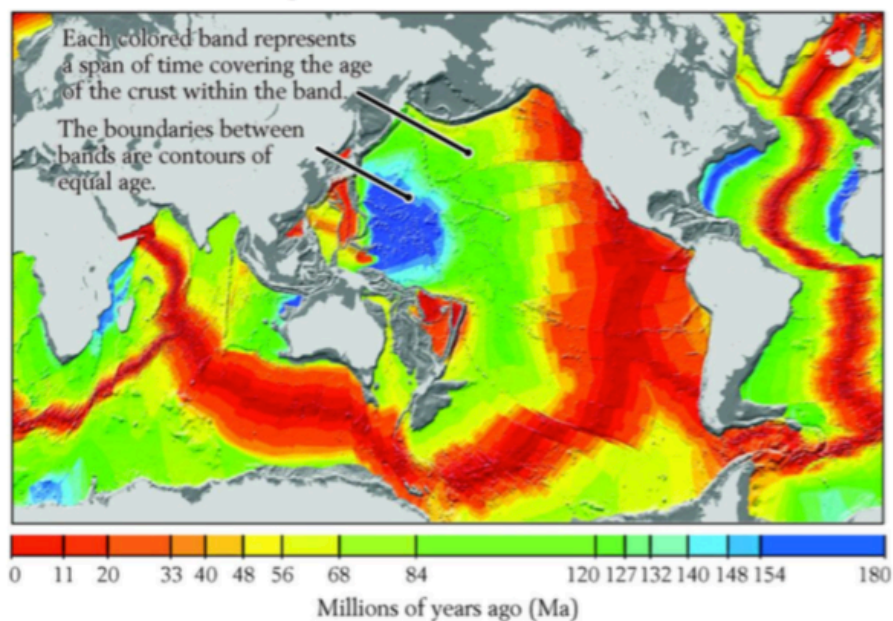 Each colored band represents
a span of time covering the age
of the crust within the band.
The boundaries between
bands are contours of
equal age.
0 11 20 33 40 48 56 68 84 120 127 132 140 148 154 180
Millions of years ago (Ma)